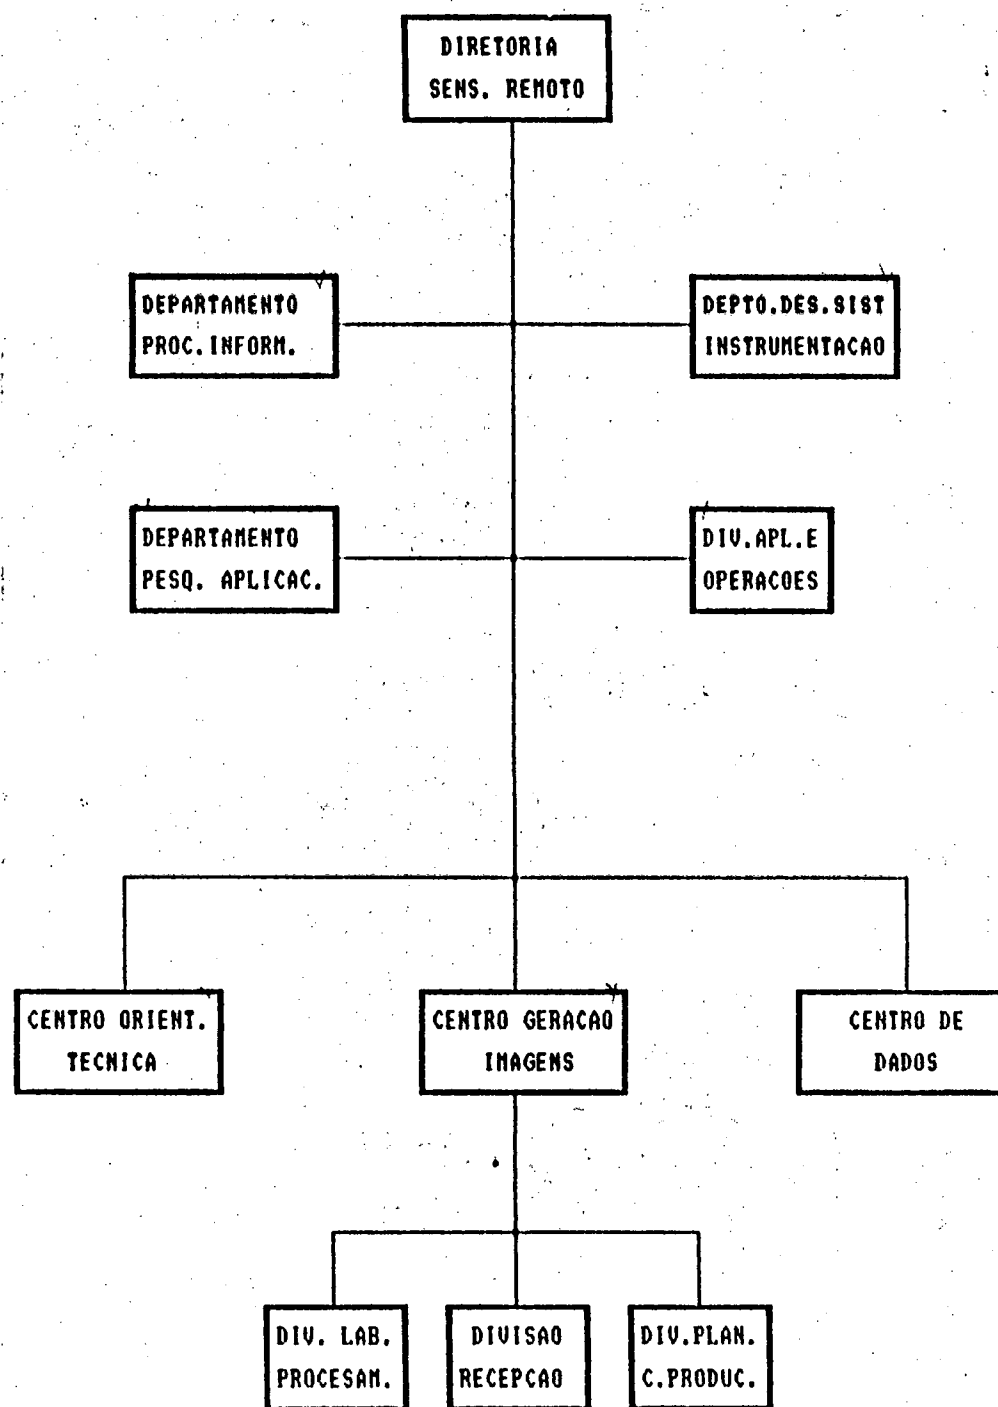 DIRETORIA
SENS. REMOTO
DEPARTAMENTO
PROC.INFORM.
DEPTO.DES.SIST
INSTRUMENTACAO
DEPARTAMENTO
PESQ. APLICAC.
DIV.APL.E
OPERACOES
CENTRO ORIENT.
TECNICA
CENTRO GERACAO
IMAGENS
CENTRO DE
DADOS
DIV. LAB.
PROCESAM.
DIVISAO
RECEPCAO
DIV.PLAN.
C.PRODUC.